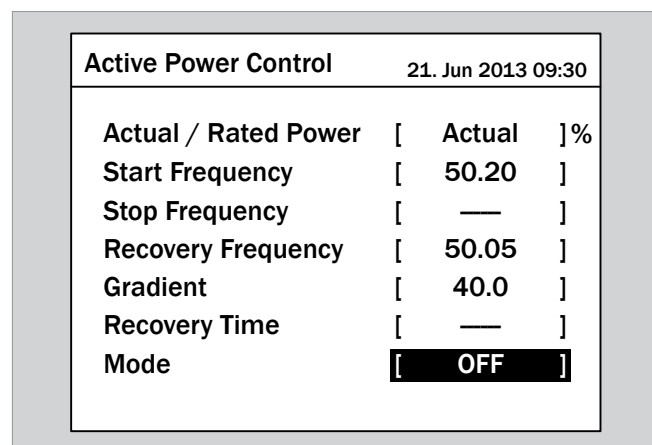 Active Power Control 21. Jun 2013 09:30
Actual / Rated Power [ Actual ]%
Start Frequency [ 50.20 ]
Stop Frequency [ — ]
Recovery Frequency [ 50.05 ]
Gradient [ 40.0 ]
Recovery Time [ — ]
Mode [ OFF ]